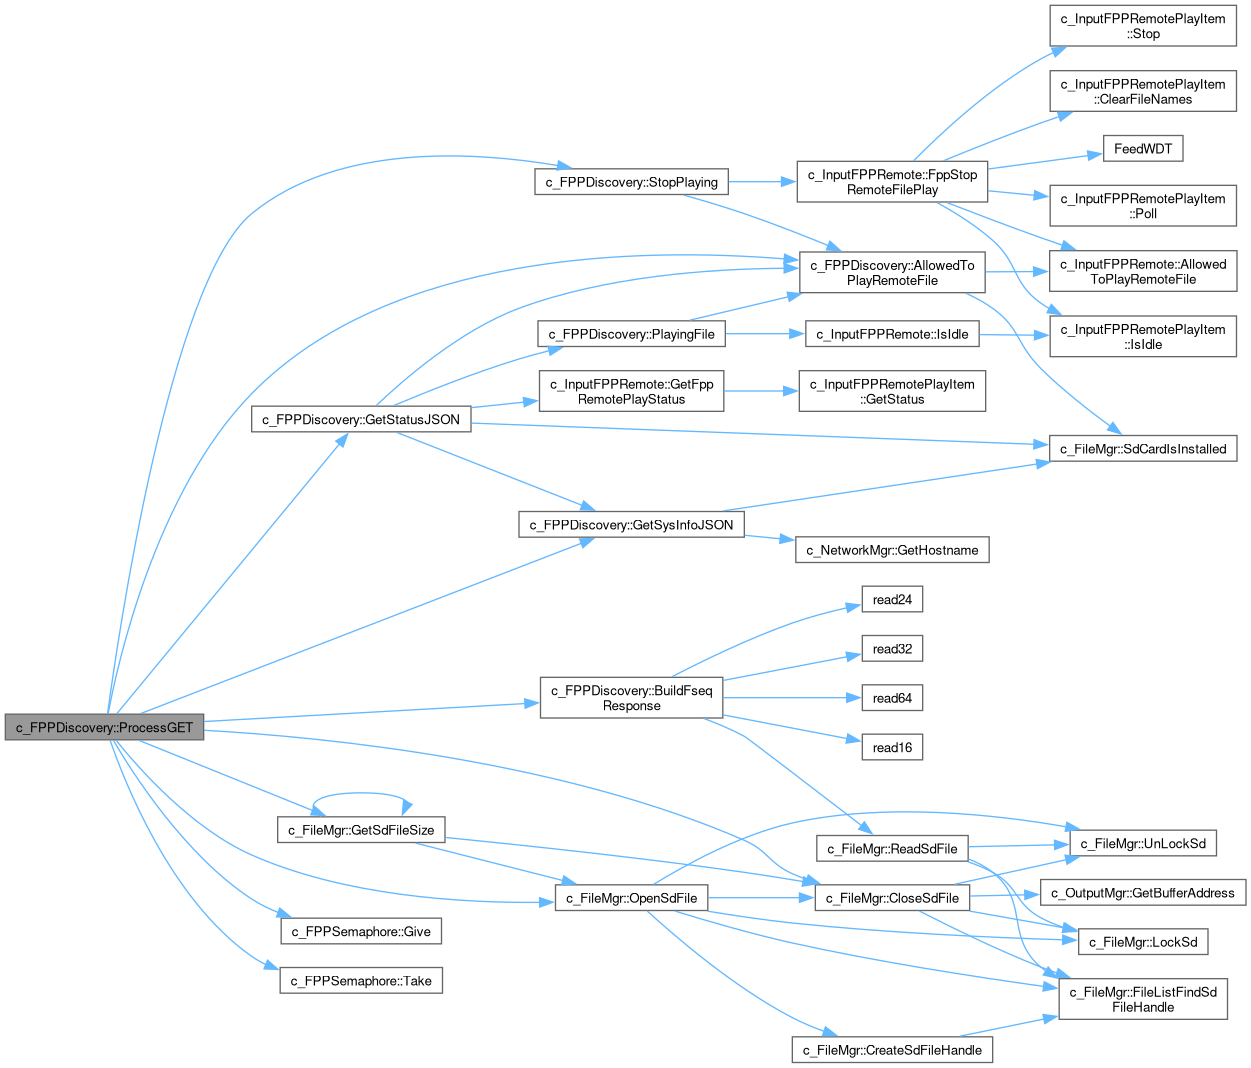 c_InputFPPRemotePlayItem
::Stop
c_InputFPPRemotePlayItem
::ClearFileNames
FeedWDT
c_FPPDiscovery::StopPlaying
c_InputFPPRemote::FppStop
RemoteFilePlay
c_InputFPPRemotePlayItem
::Poll
c_FPPDiscovery::AllowedTo
PlayRemoteFile
c_InputFPPRemote::Allowed
ToPlayRemoteFile
c_FPPDiscovery::PlayingFile
c_InputFPPRemote::IsIdle
c_InputFPPRemotePlayItem
::IsIdle
c_InputFPPRemote::GetFpp
RemotePlayStatus
c_InputFPPRemotePlayItem
::GetStatus
c_FPPDiscovery::GetStatusJSON
c_FileMgr::SdCardIsInstalled
c_FPPDiscovery::GetSysInfoJSON
c_NetworkMgr::GetHostname
read24
read32
c_FPPDiscovery::BuildFseq
Response
read64
c_FPPDiscovery::ProcessGET
read16
c_FileMgr::GetSdFileSize
c_FileMgr::ReadSdFile
c_FileMgr::UnLockSd
c_FileMgr::OpenSdFile
c_FileMgr::CloseSdFile
c_OutputMgr::GetBufferAddress
c_FPPSemaphore::Give
c_FileMgr::LockSd
c_FPPSemaphore::Take
c_FileMgr::FileListFindSd
FileHandle
c_FileMgr::CreateSdFileHandle